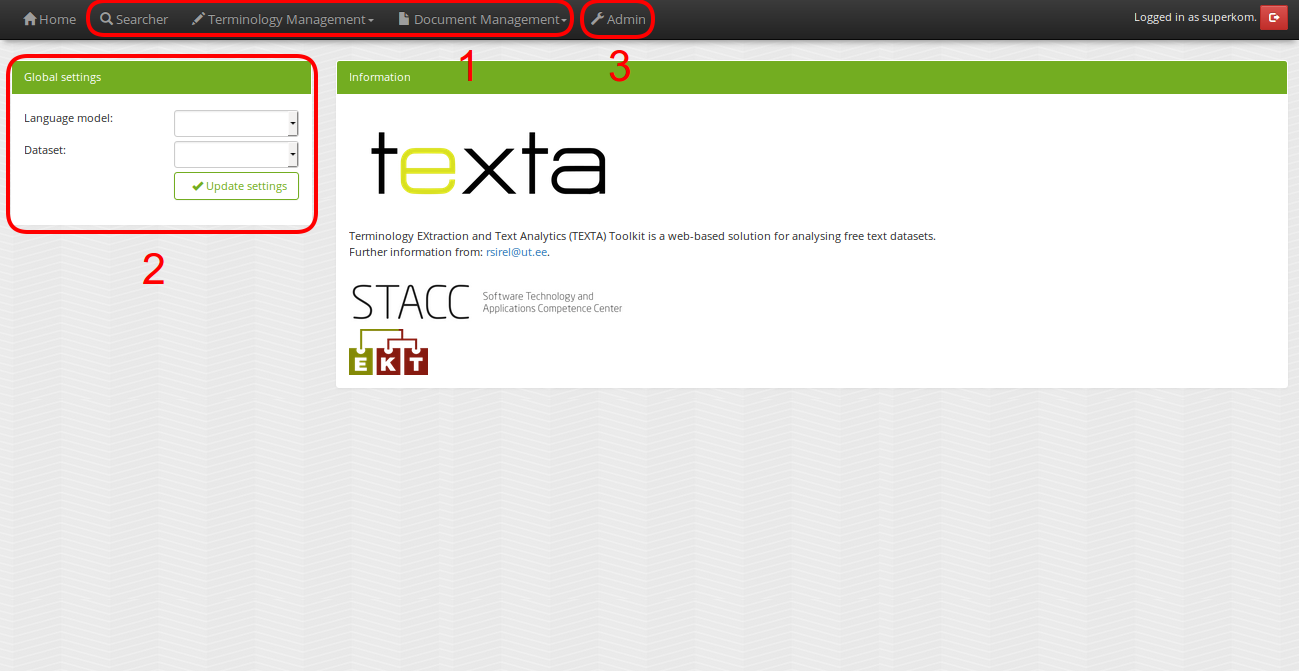 Home Searcher Terminology Management Document Management Admin Logged in as superkom.
1 3
Global settings
Language model:
Dataset:
Update settings
2
Information
texta
Terminology EXtraction and Text Analytics (TEXTA) Toolkit is a web-based solution for analysing free text datasets.
Further information from: rsirel@ut.ee.
STACC Software Technology and
Applications Competence Center
EKT